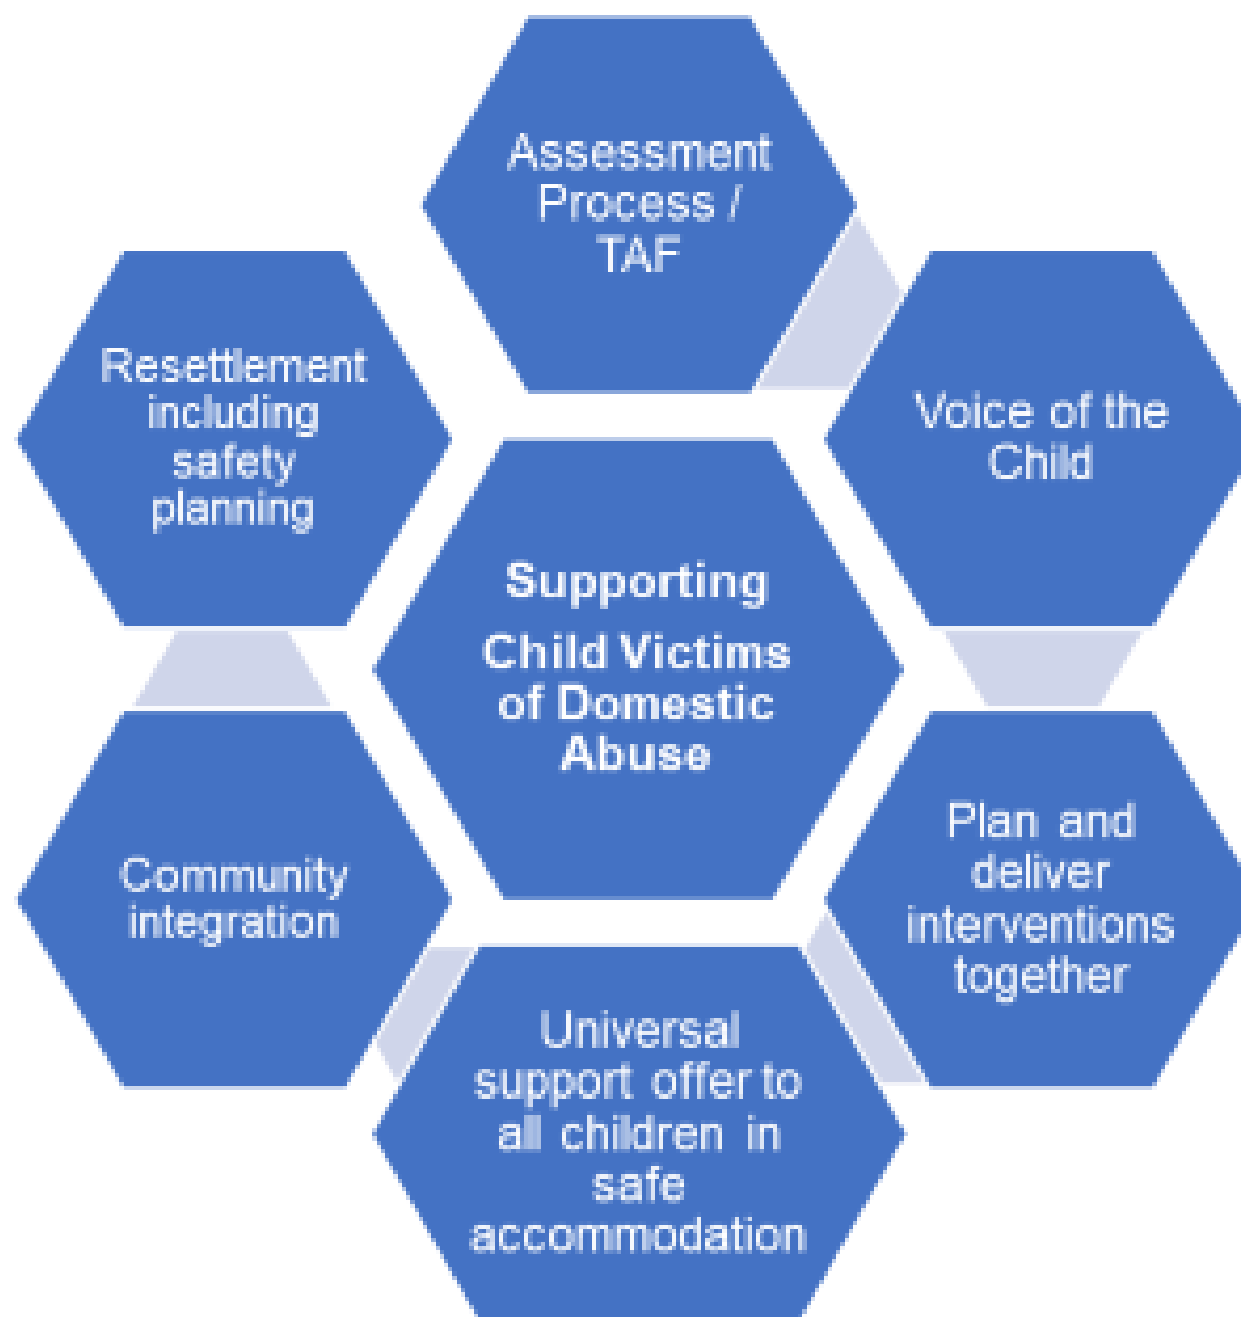 Assessment
Process /
TAF
Voice of the
Child
Plan and
deliver
interventions
together
Universal
support offer to
all children in
safe
accommodation
Community
integration
Resettlement
including
safety
planning
Supporting
Child Victims
of Domestic
Abuse